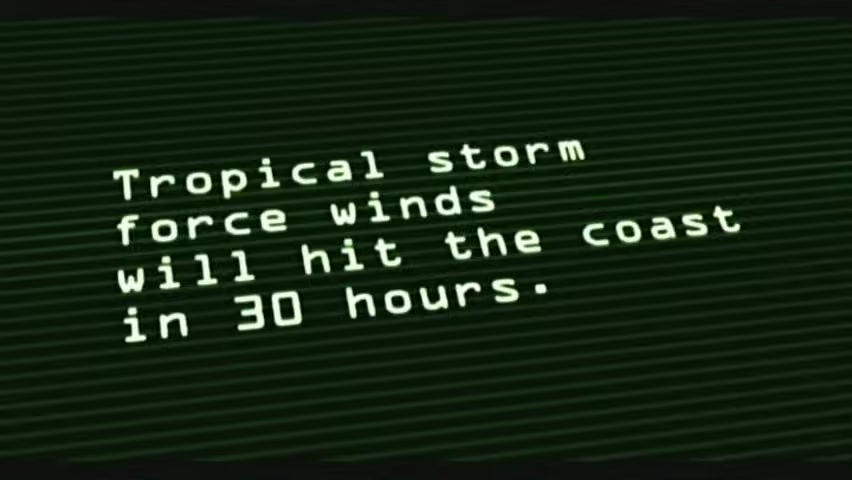 Tropical storm
force winds
will hit the coast
in 30 hours.